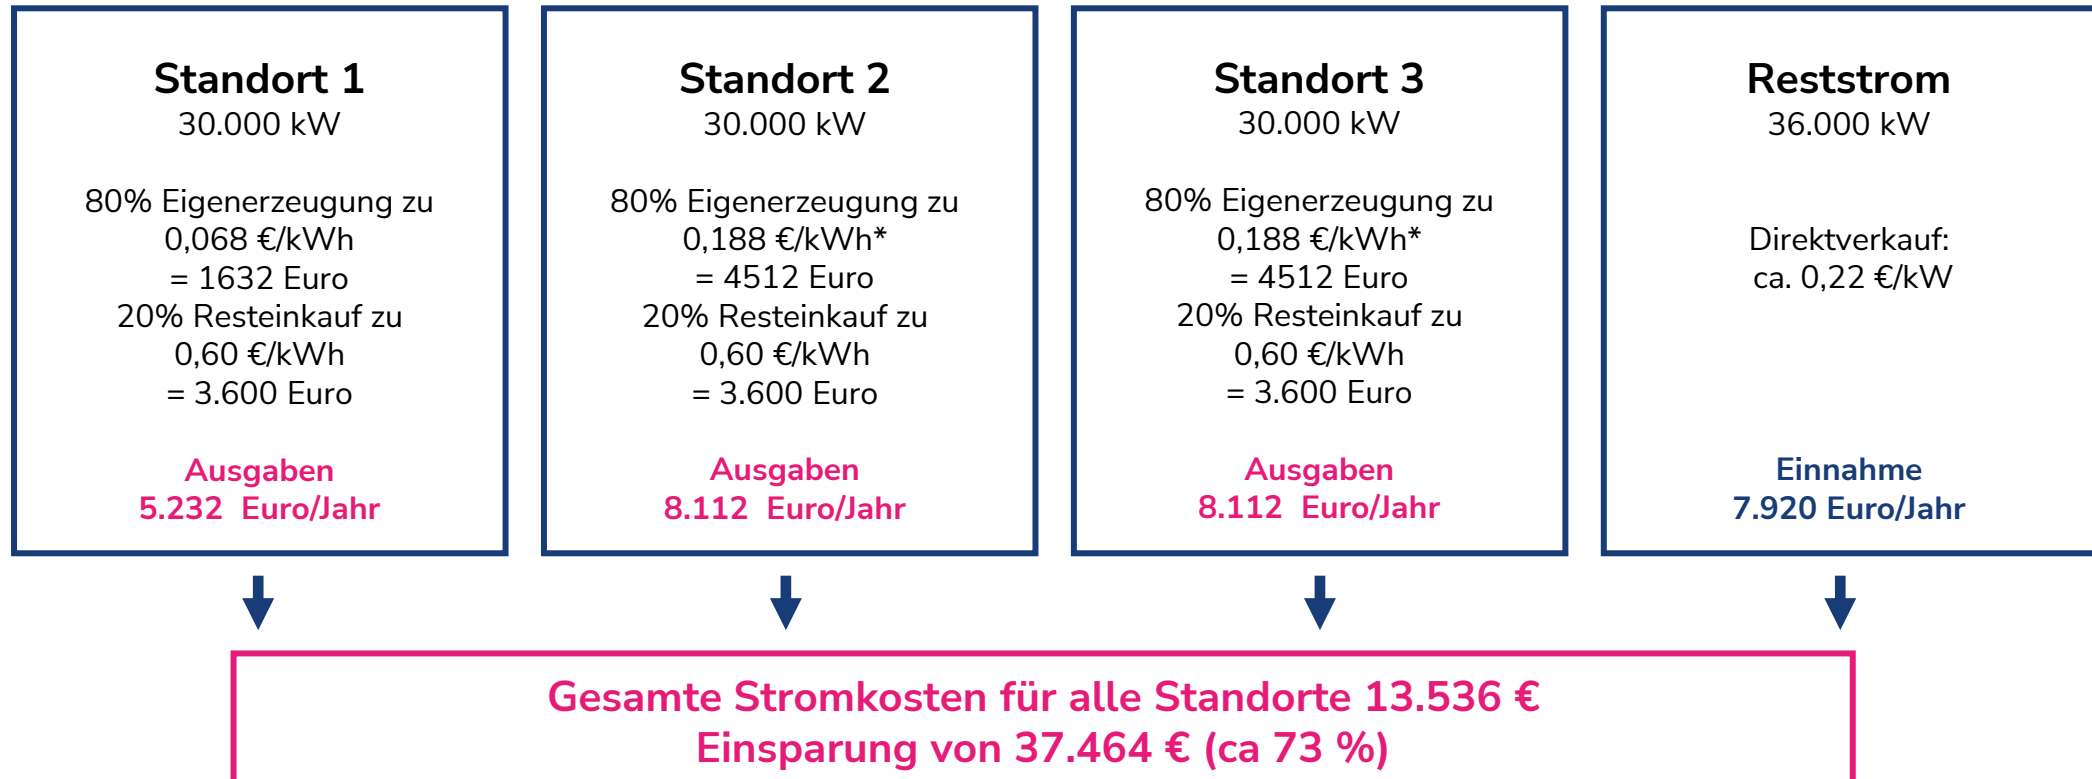 Standort 1
30.000 kW
80% Eigenerzeugung zu
0,068 €/kWh
= 1632 Euro
20% Resteinkauf zu
0,60 €/kWh
= 3.600 Euro
Ausgaben
5.232 Euro/Jahr
Standort 2
30.000 kW
80% Eigenerzeugung zu
0,188 €/kWh*
= 4512 Euro
20% Resteinkauf zu
0,60 €/kWh
= 3.600 Euro
Ausgaben
8.112 Euro/Jahr
Standort 3
30.000 kW
80% Eigenerzeugung zu
0,188 €/kWh*
= 4512 Euro
20% Resteinkauf zu
0,60 €/kWh
= 3.600 Euro
Ausgaben
8.112 Euro/Jahr
Reststrom
36.000 kW
Direktverkauf:
ca. 0,22 €/kW
Einnahme
7.920 Euro/Jahr
Gesamte Stromkosten für alle Standorte 13.536 €
Einsparung von 37.464 € (ca 73 %)